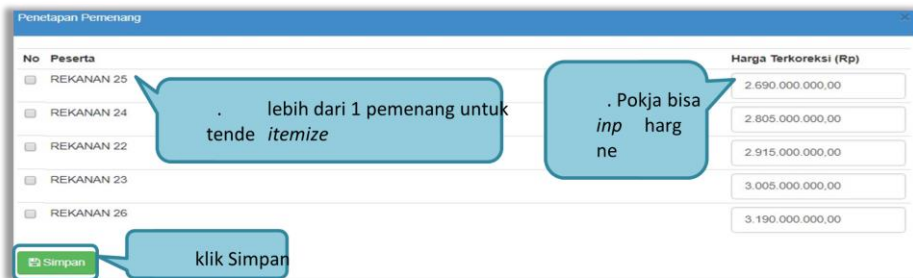 Penetapan Pemenang
×
No Peserta Harga Terkoreksi (Rp)
REKANAN 25 2.690.000.000,00
. lebih dari 1 pemenang untuk
tende itemize
. Pokja bisa
inp harg
ne
REKANAN 24 2.805.000.000,00
REKANAN 22 2.915.000.000,00
REKANAN 23 3.005.000.000,00
REKANAN 26 3.190.000.000,00
Simpan
klik Simpan